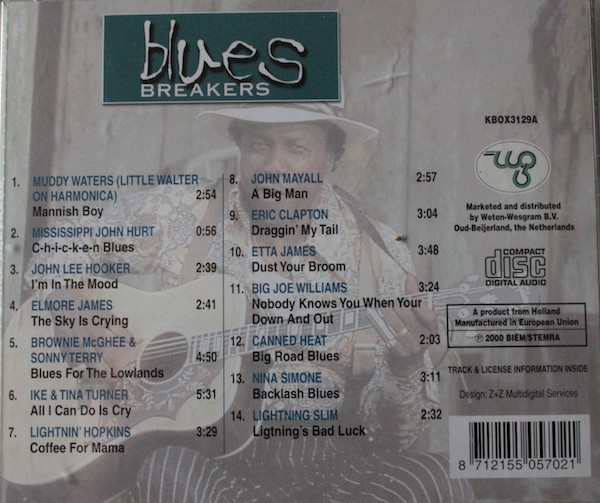 blues
BREAKERS
1. MUDDY WATERS (LITTLE WALTER
ON HARMONICA) 2:54
Mannish Boy
2. MISSISSIPPI JOHN HURT 0:56
C-h-i-c-k-e-n Blues
3. JOHN LEE HOOKER 2:39
I'm In The Mood
4. ELMORE JAMES 2:41
The Sky Is Crying
5. BROWNIE McGHEE &
SONNY TERRY 4:50
Blues For The Lowlands
6. IKE & TINA TURNER 5:31
All I Can Do Is Cry
7. LIGHTNIN' HOPKINS 3:29
Coffee For Mama
8. JOHN MAYALL 2:57
A Big Man
9. ERIC CLAPTON 3:04
Draggin' My Tail
10. ETTA JAMES 3:48
Dust Your Broom
11. BIG JOE WILLIAMS 3:24
Nobody Knows You When Your
Down And Out
12. CANNED HEAT 2:03
Big Road Blues
13. NINA SIMONE 3:11
Backlash Blues
14. LIGHTNING SLIM 2:32
Ligtning's Bad Luck
KBOX3129A
wg
Marketed and distributed
by Weton-Wesgram B.V.
Oud-Beijerland, the Netherlands
COMPACT
disc
DIGITAL AUDIO
A product from Holland
Manufactured in European Union
℗ 2000 BIEM/STEMRA
TRACK & LICENSE INFORMATION INSIDE
Design: Z+Z Multidigital Services
8 712155 057021